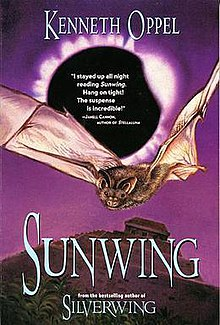 KENNETH OPPEL
"I stayed up all night
reading Sunwing.
Hang on tight!
The suspense
is incredible!"
—JANELL CANNON,
AUTHOR OF STELLALUNA
SUNWING
from the bestselling author of
SILVERWING